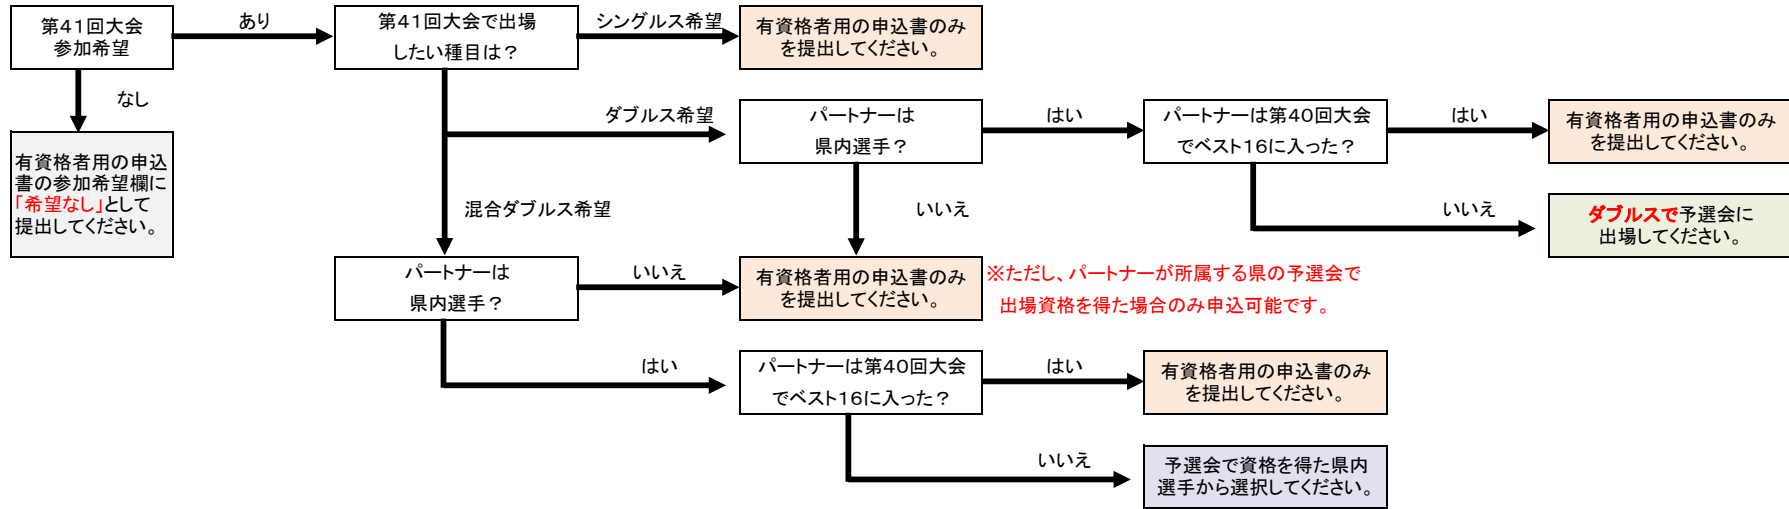 第41回大会
参加希望
あり
第41回大会で出場
したい種目は？
シングルス希望
有資格者用の申込書のみ
を提出してください。
なし
ダブルス希望
パートナーは
県内選手？
はい
パートナーは第40回大会
でベスト16に入った？
はい
有資格者用の申込書のみ
を提出してください。
有資格者用の申込
書の参加希望欄に
「希望なし」として
提出してください。
混合ダブルス希望
いいえ
いいえ
ダブルスで予選会に
出場してください。
パートナーは
県内選手？
いいえ
有資格者用の申込書のみ
を提出してください。
※ただし、パートナーが所属する県の予選会で
出場資格を得た場合のみ申込可能です。
はい
パートナーは第40回大会
でベスト16に入った？
はい
有資格者用の申込書のみ
を提出してください。
いいえ
予選会で資格を得た県内
選手から選択してください。